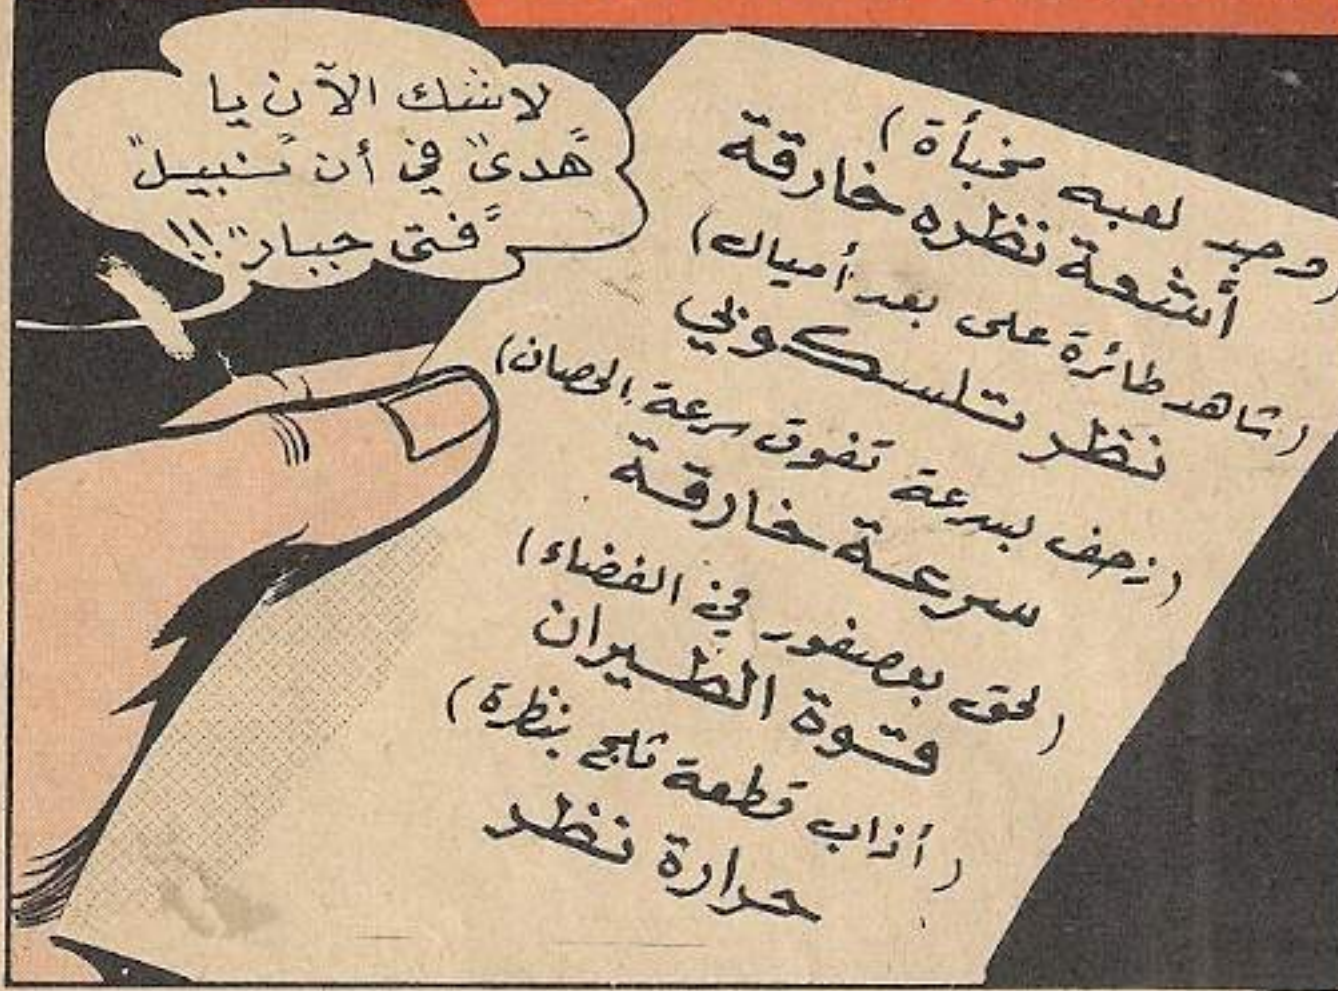 لاشك الآن يا
"هدى" في أن "نبيل"
"فتى جبار"!!
(وجد لعبه مخبأة)
أشعة نظره خارقة
(شاهد طائرة على بعد أميال)
نظر تلسكوبي
(زحف بسرعة تفوق سرعة الحصان)
سرعة خارقة
(لحق بعصفور في الفضاء)
قوة الطيران
(أذاب قطعة ثلج بنظرة)
حرارة نظر